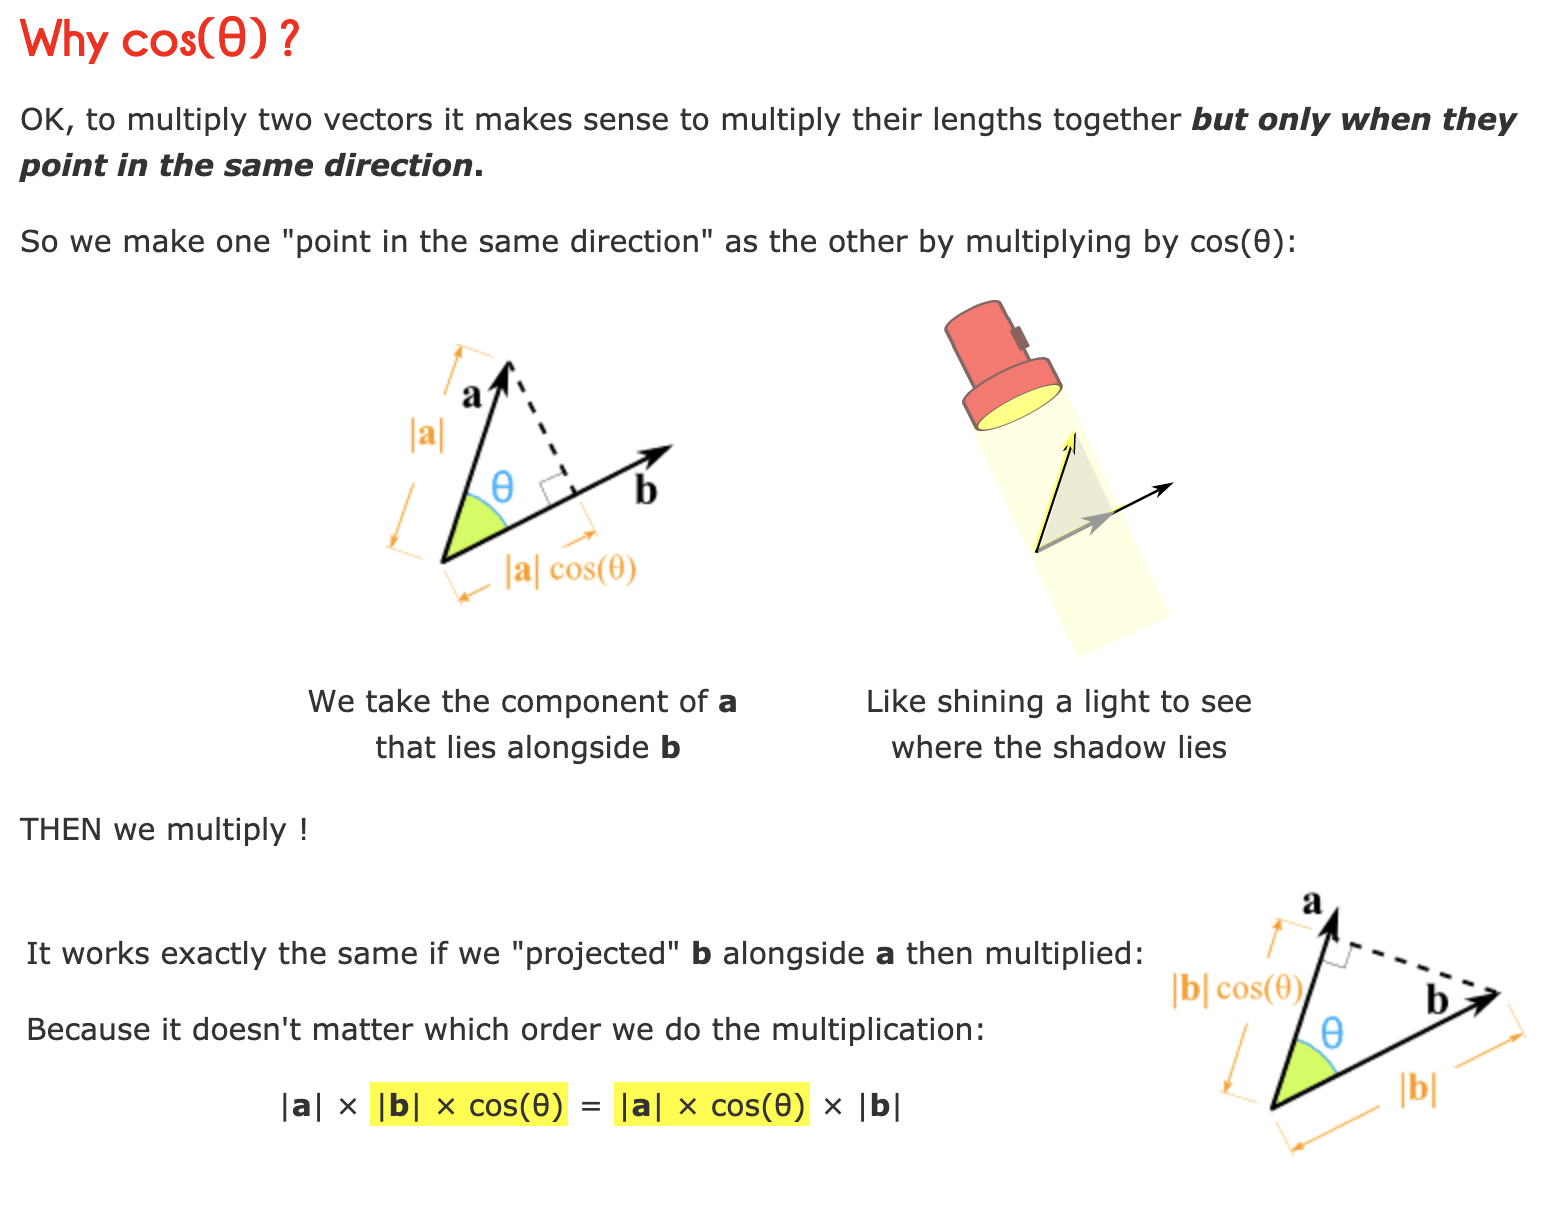 Why cos(θ) ?
OK, to multiply two vectors it makes sense to multiply their lengths together but only when they
point in the same direction.
So we make one "point in the same direction" as the other by multiplying by cos(θ):
a
|a|
θ
b
|a| cos(θ)
We take the component of a
that lies alongside b
Like shining a light to see
where the shadow lies
THEN we multiply !
It works exactly the same if we "projected" b alongside a then multiplied:
Because it doesn't matter which order we do the multiplication:
|a| × |b| × cos(θ) = |a| × cos(θ) × |b|
a
|b| cos(θ)
b
θ
|b|